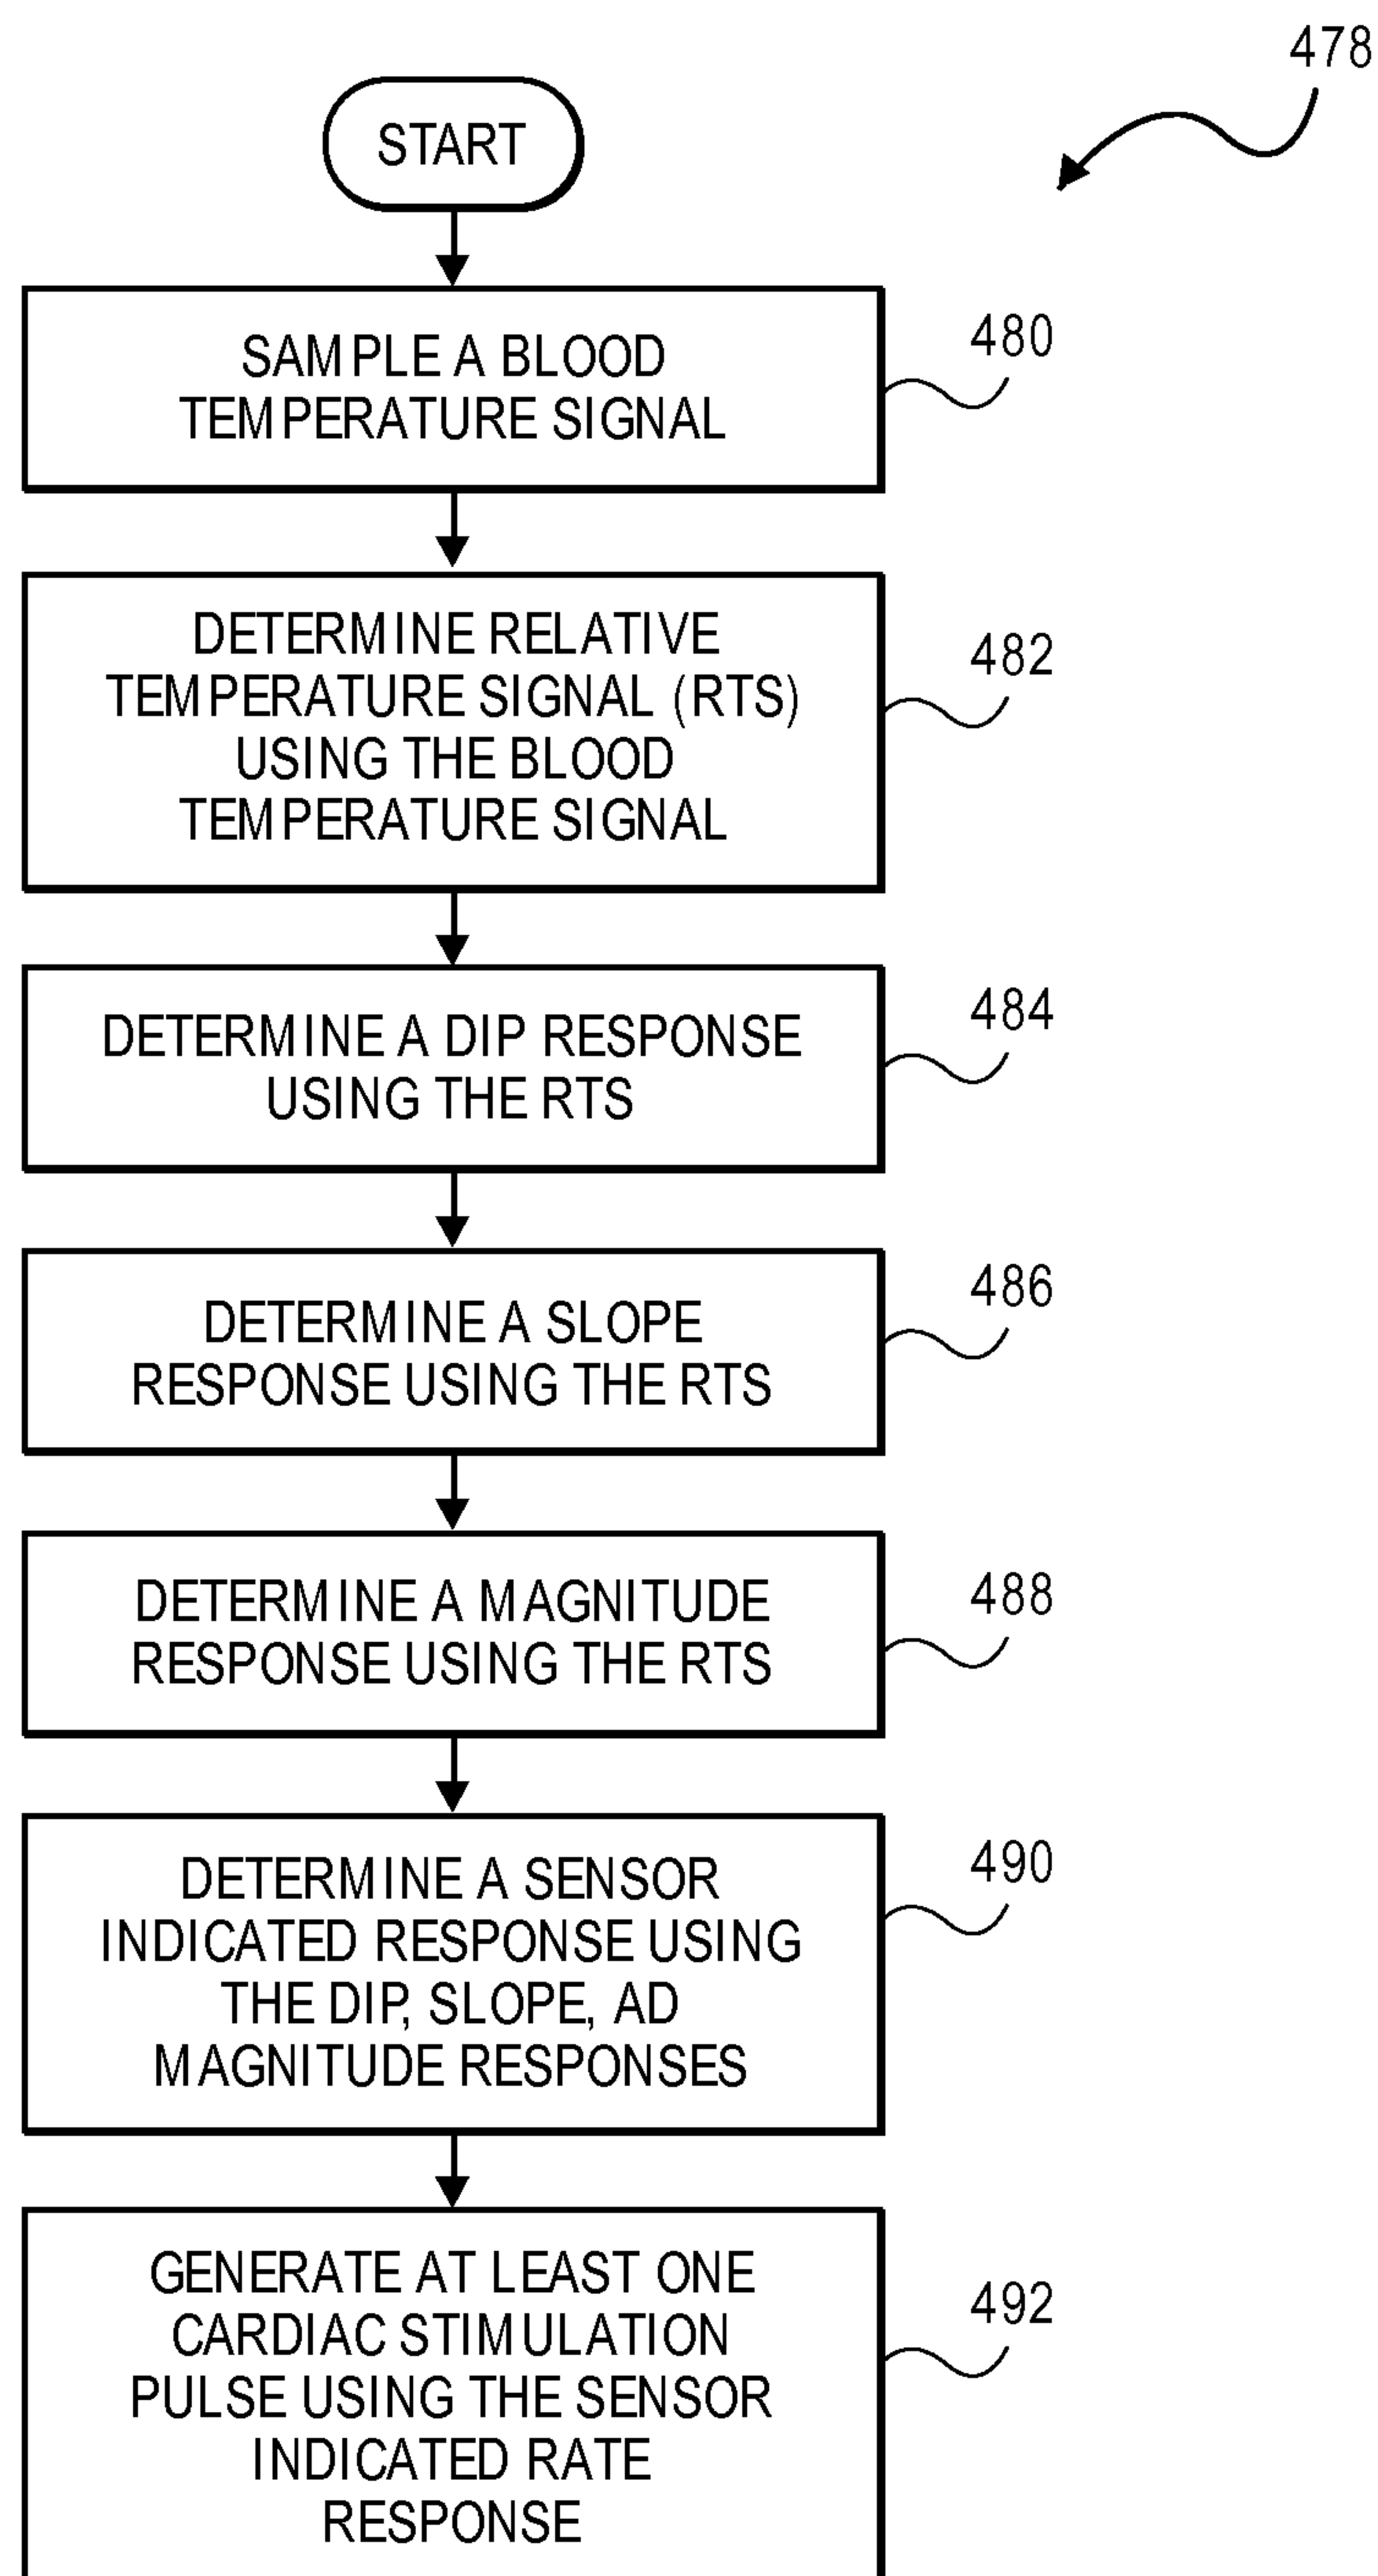 478
START
SAMPLE A BLOOD
TEMPERATURE SIGNAL
480
DETERMINE RELATIVE
TEMPERATURE SIGNAL (RTS)
USING THE BLOOD
TEMPERATURE SIGNAL
482
DETERMINE A DIP RESPONSE
USING THE RTS
484
DETERMINE A SLOPE
RESPONSE USING THE RTS
486
DETERMINE A MAGNITUDE
RESPONSE USING THE RTS
488
DETERMINE A SENSOR
INDICATED RESPONSE USING
THE DIP, SLOPE, AD
MAGNITUDE RESPONSES
490
GENERATE AT LEAST ONE
CARDIAC STIMULATION
PULSE USING THE SENSOR
INDICATED RATE
RESPONSE
492